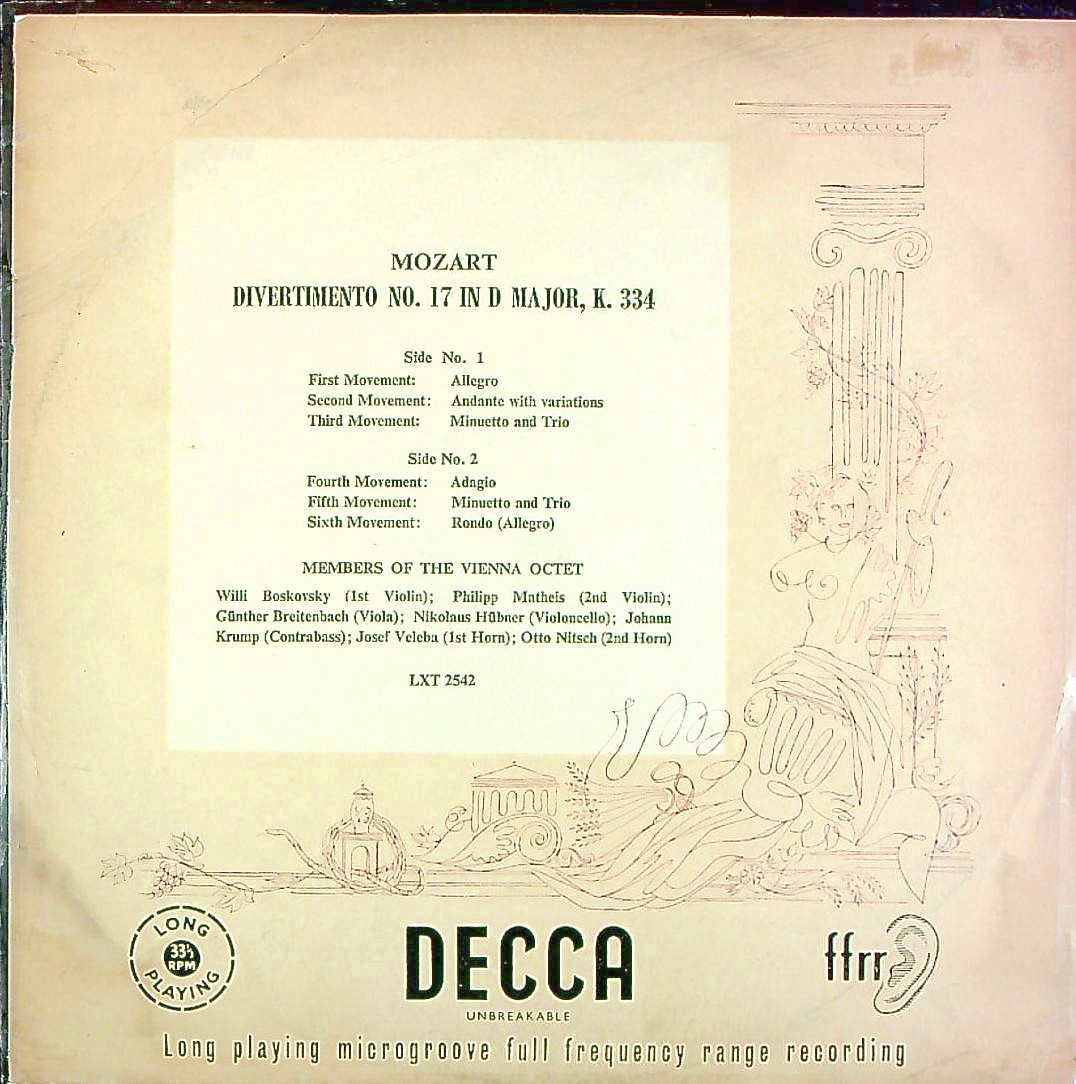 MOZART
DIVERTIMENTO NO. 17 IN D MAJOR, K. 334
Side No. 1
First Movement: Allegro
Second Movement: Andante with variations
Third Movement: Minuetto and Trio
Side No. 2
Fourth Movement: Adagio
Fifth Movement: Minuetto and Trio
Sixth Movement: Rondo (Allegro)
MEMBERS OF THE VIENNA OCTET
Willi Boskovsky (1st Violin); Philipp Matheis (2nd Violin);
Günther Breitenbach (Viola); Nikolaus Hübner (Violoncello); Johann
Krump (Contrabass); Josef Veleba (1st Horn); Otto Nitsch (2nd Horn)
LXT 2542
LONG
33⅓
RPM
PLAYING
DECCA
ffrr
UNBREAKABLE
Long playing microgroove full frequency range recording